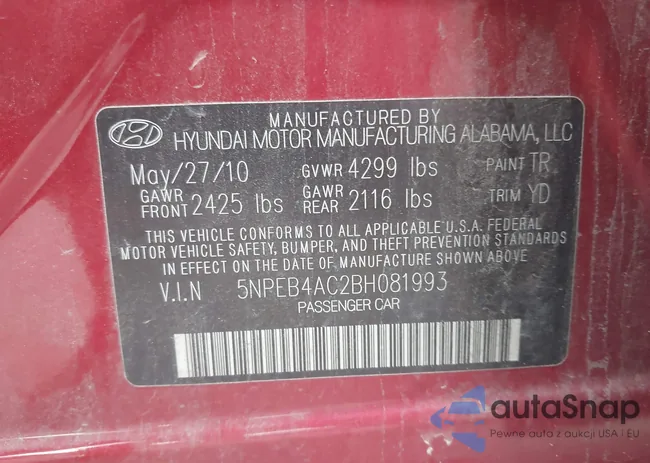 MANUFACTURED BY
HYUNDAI MOTOR MANUFACTURING ALABAMA, LLC
May/27/10 GVWR 4299 lbs PAINT TR
GAWR FRONT 2425 lbs GAWR REAR 2116 lbs TRIM YD
THIS VEHICLE CONFORMS TO ALL APPLICABLE U.S.A. FEDERAL
MOTOR VEHICLE SAFETY, BUMPER, AND THEFT PREVENTION STANDARDS
IN EFFECT ON THE DATE OF MANUFACTURE SHOWN ABOVE
V.I.N 5NPEB4AC2BH081993
PASSENGER CAR
autaSnap
Pewne auto z aukcji USA i EU